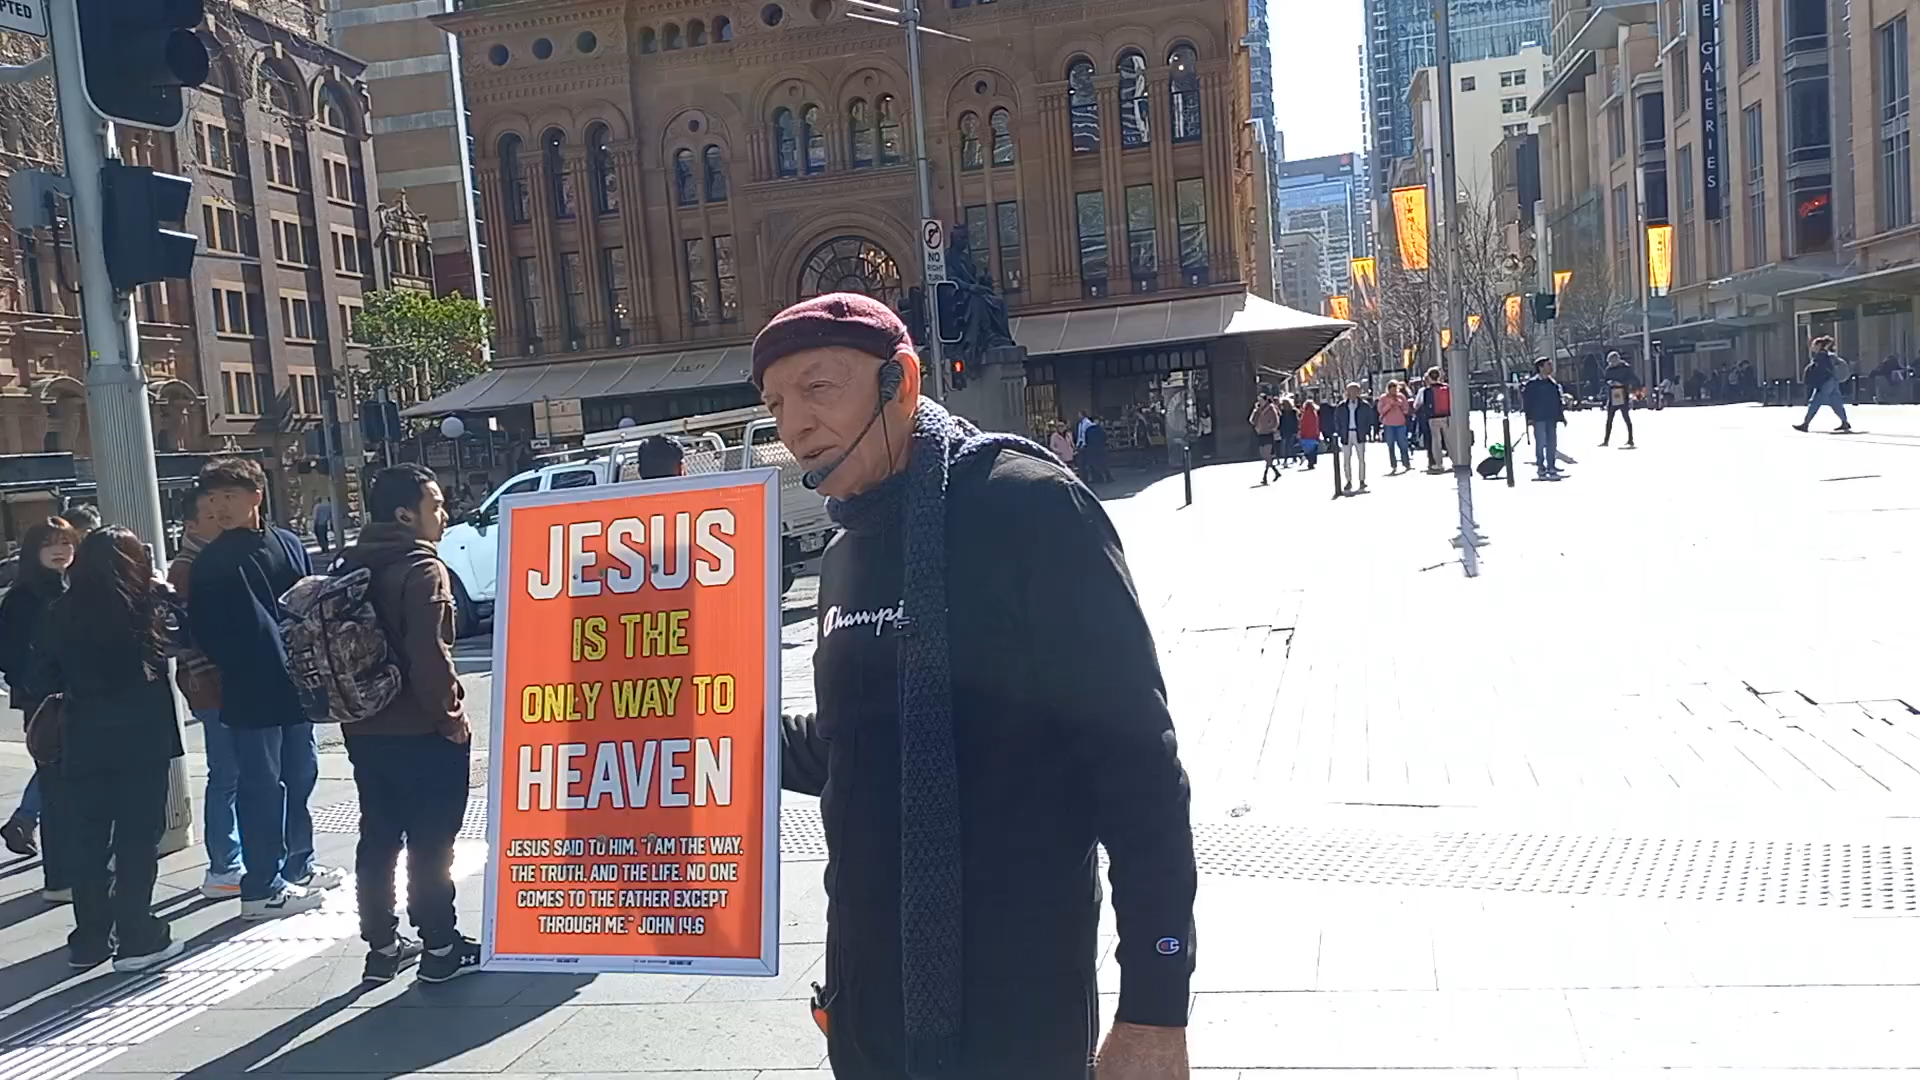 PTED
E GALERIES
NO
RIGHT
TURN
Champi
JESUS
IS THE
ONLY WAY TO
HEAVEN
JESUS SAID TO HIM, "I AM THE WAY,
THE TRUTH, AND THE LIFE. NO ONE
COMES TO THE FATHER EXCEPT
THROUGH ME." JOHN 14:6